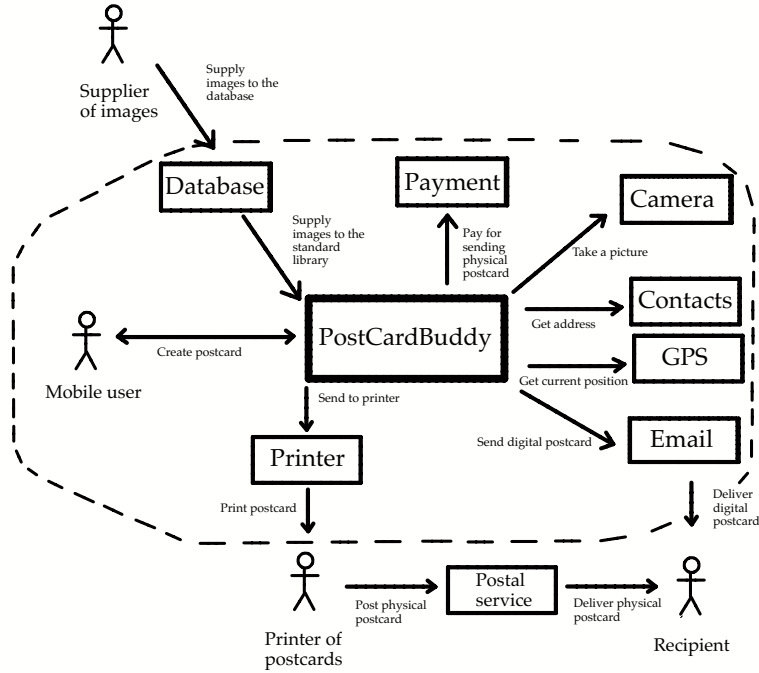 Supplier
of images
Supply
images to the
database
Database
Payment
Camera
Supply
images to the
standard
library
Pay for
sending
physical
postcard
Take a picture
PostCardBuddy
Contacts
Get address
Mobile user
Create postcard
GPS
Get current position
Send to printer
Send digital postcard
Email
Printer
Print postcard
Deliver
digital
postcard
Printer of
postcards
Post physical
postcard
Postal
service
Deliver physical
postcard
Recipient